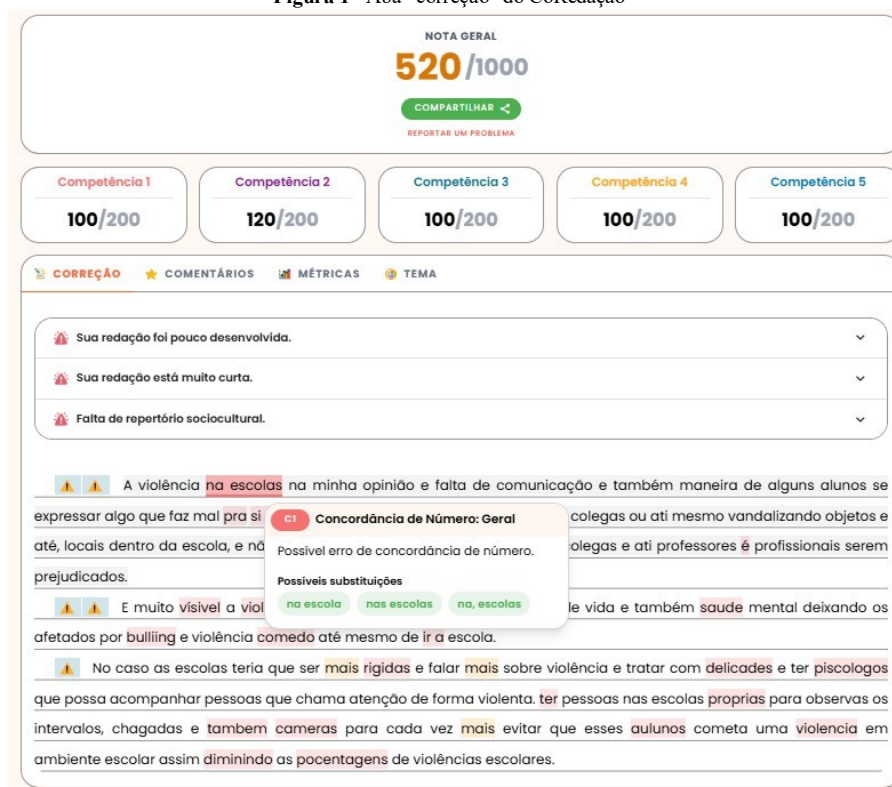 Figura 1 - Aba "correção" do CoRedação
NOTA GERAL
520/1000
COMPARTILHAR
REPORTAR UM PROBLEMA
Competência 1
100/200
Competência 2
120/200
Competência 3
100/200
Competência 4
100/200
Competência 5
100/200
CORREÇÃO COMENTÁRIOS MÉTRICAS TEMA
Sua redação foi pouco desenvolvida.
Sua redação está muito curta.
Falta de repertório sociocultural.
A violência na escolas na minha opinião e falta de comunicação e também maneira de alguns alunos se
expressar algo que faz mal pra si colegas ou ati mesmo vandalizando objetos e
até, locais dentro da escola, e nã olegas e ati professores é profissionais serem
prejudicados.
C1 Concordância de Número: Geral
Possível erro de concordância de número.
Possíveis substituições
na escola nas escolas na, escolas
E muito vísivel a viol le vida e também saude mental deixando os
afetados por bulliing e violência comedo até mesmo de ir a escola.
No caso as escolas teria que ser mais rigidas e falar mais sobre violência e tratar com delicades e ter piscologos
que possa acompanhar pessoas que chama atenção de forma violenta. ter pessoas nas escolas proprias para observas os
intervalos, chagadas e tambem cameras para cada vez mais evitar que esses aulunos cometa uma violencia em
ambiente escolar assim diminindo as pocentagens de violências escolares.